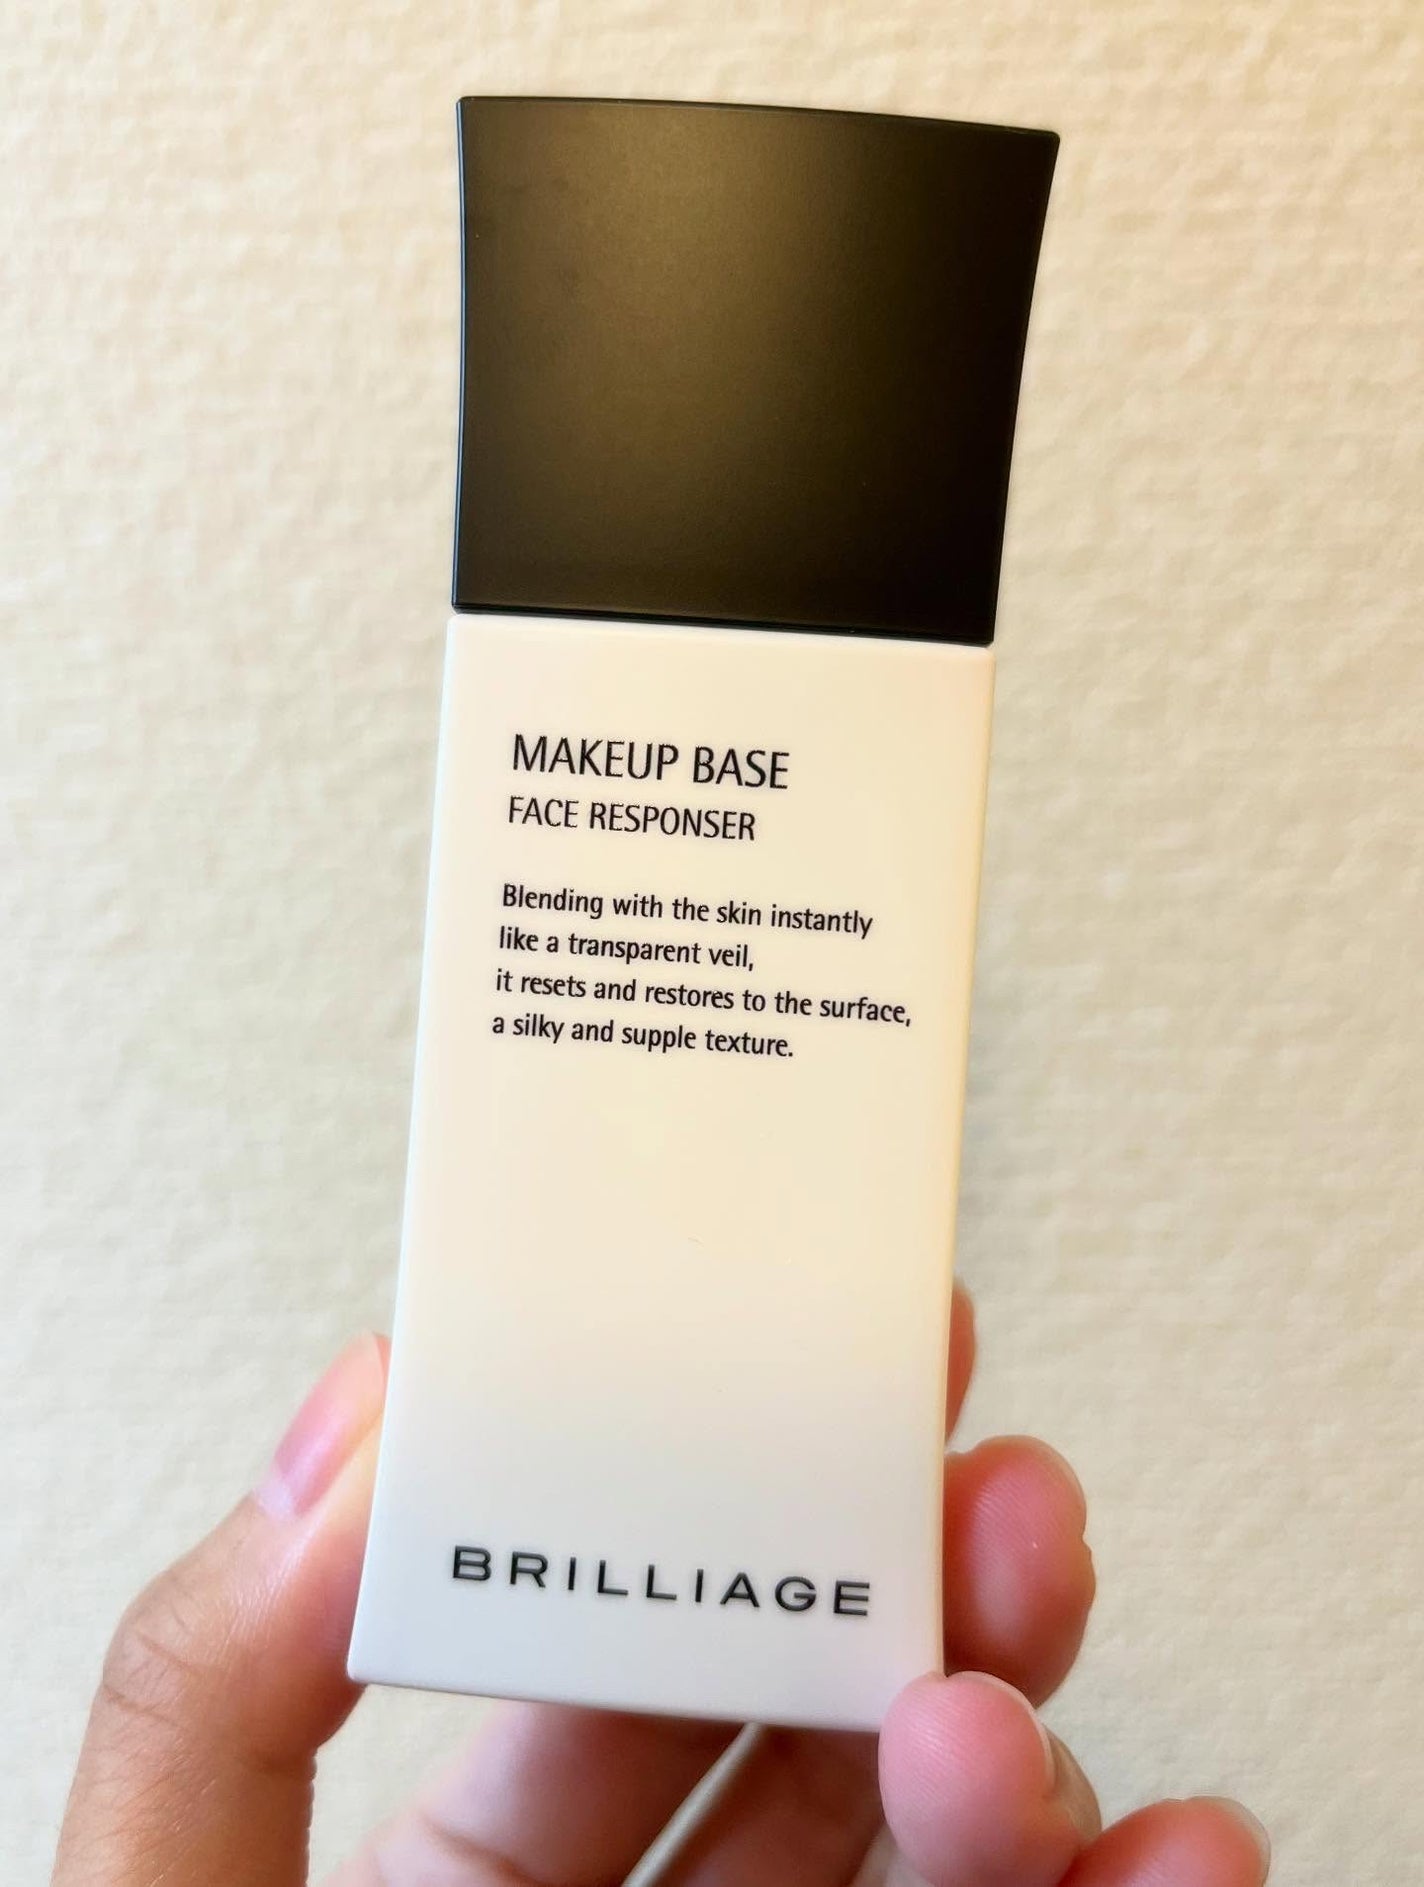 MAKEUP BASE
FACE RESPONSER
Blending with the skin instantly
like a transparent veil,
it resets and restores to the surface,
a silky and supple texture.
BRILLIAGE